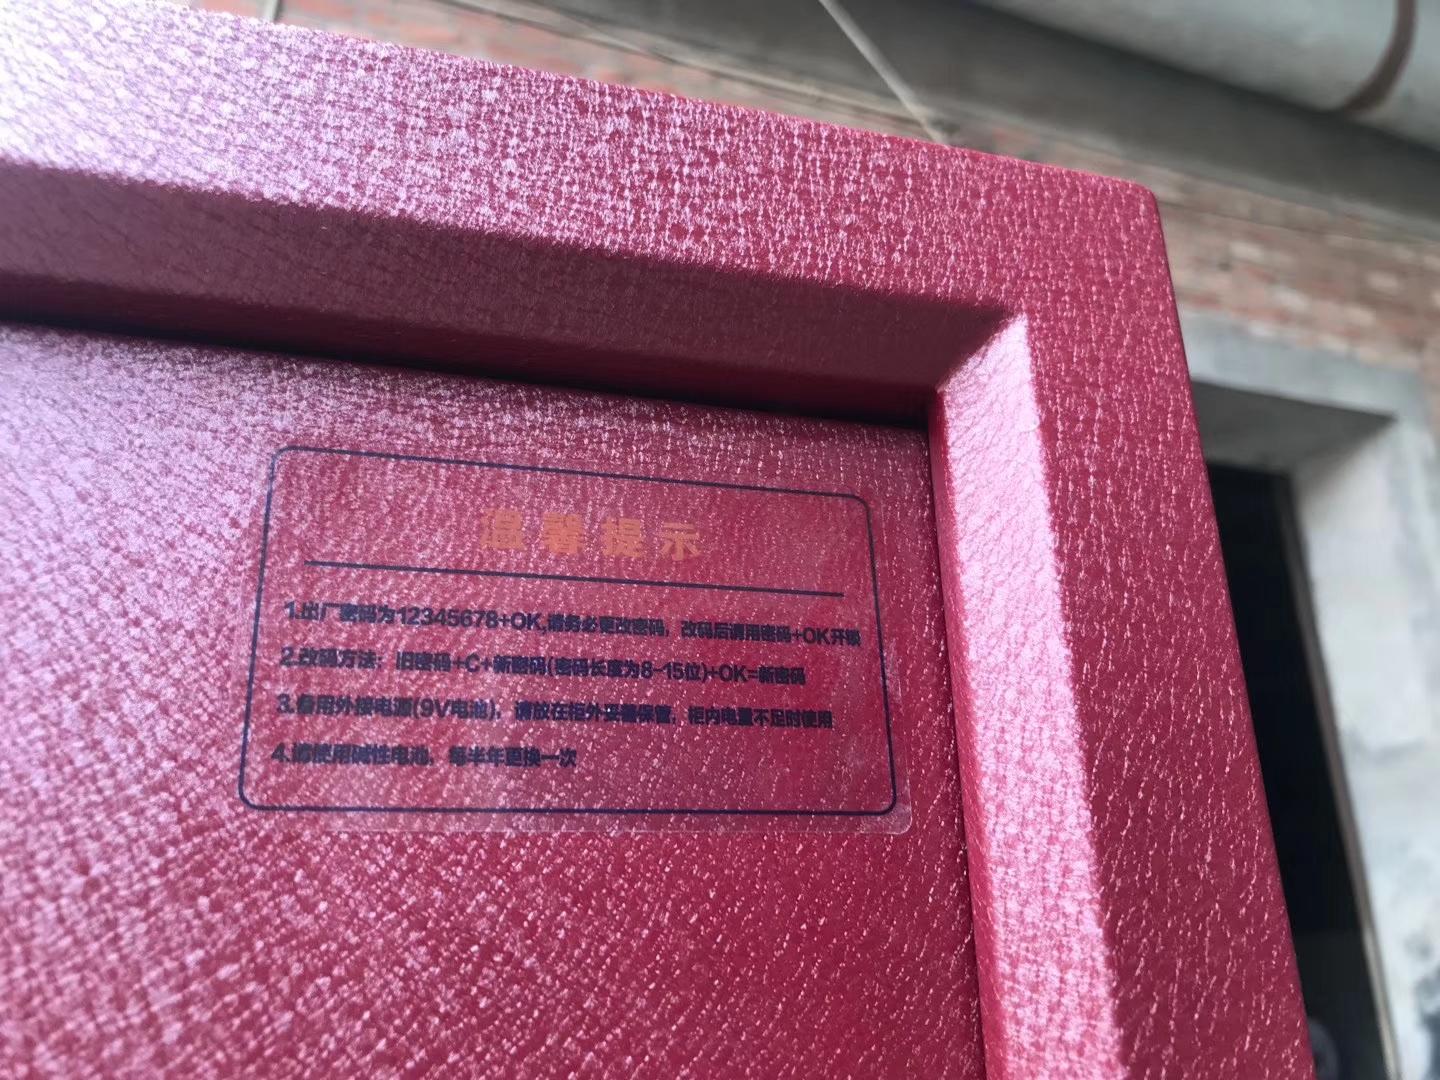 温馨提示
1.出厂密码为12345678+OK,请务必更改密码，改码后请用密码+OK开锁
2.改码方法：旧密码+C+新密码(密码长度为8-15位)+OK=新密码
3.备用外接电源(9V电池)，请放在柜外妥善保管，柜内电量不足时使用
4.请使用碱性电池，每半年更换一次